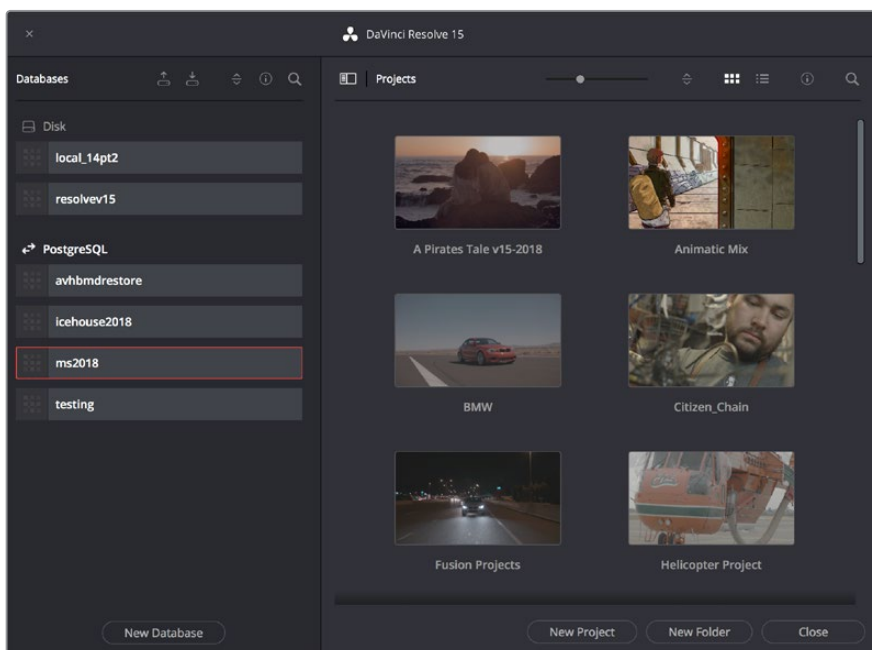 DaVinci Resolve 15
Databases
Projects
Disk
local_14pt2
resolvev15
PostgreSQL
avhbmdrestore
icehouse2018
ms2018
testing
New Database
A Pirates Tale v15-2018
Animatic Mix
BMW
Citizen_Chain
Fusion Projects
Helicopter Project
New Project
New Folder
Close